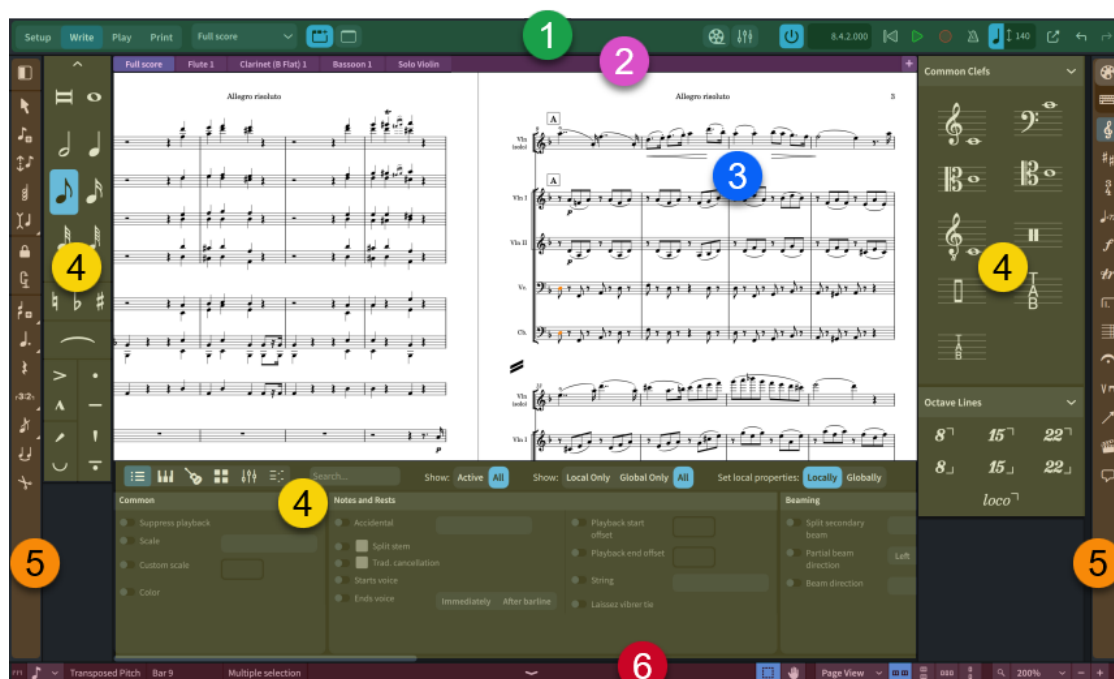 Setup Write Play Print Full score 1 8.4.2.000 140
Full score Flute 1 Clarinet (B Flat) 1 Bassoon 1 Solo Violin 2 +
Common Clefs
Allegro risoluto
Allegro risoluto 3
A
Vln
(solo)
3
A
Vln I
p
Vln II
p
Vc.
Cb.
Vln
(solo)
Vln I
p
4
4
T
A
B
T
A
B
Octave Lines
8 15 22
8 15 22
loco
Search... Show: Active All Show: Local Only Global Only All Set local properties: Locally Globally
4
Common
Suppress playback
Scale
Custom scale
Color
Notes and Rests
Accidental
Split stem
Trad. cancellation
Starts voice
Ends voice Immediately After barline
Playback start
offset
Playback end offset
String
Laissez vibrer tie
Beaming
Split secondary
beam
Partial beam
direction Left
Beam direction
5
5
Transposed Pitch Bar 9 Multiple selection 6 Page View 200% − +